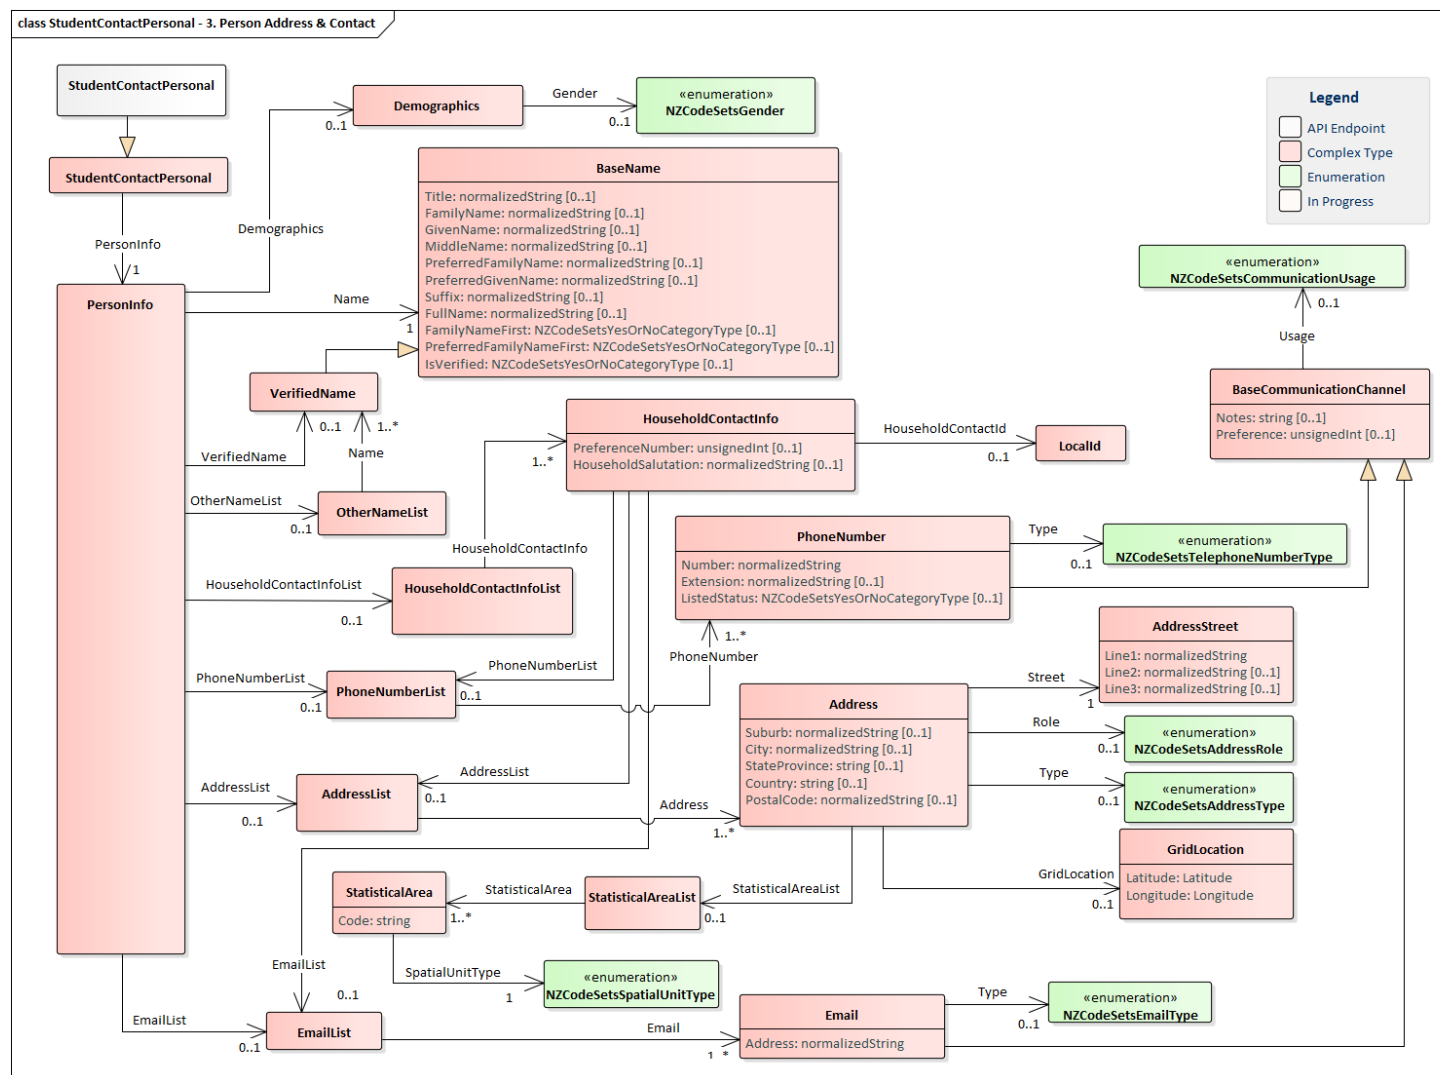 class StudentContactPersonal - 3. Person Address & Contact
StudentContactPersonal
StudentContactPersonal
PersonInfo
1
PersonInfo
Demographics
0..1
Demographics
Gender
0..1
«enumeration»
NZCodeSetsGender
Legend
API Endpoint
Complex Type
Enumeration
In Progress
BaseName
Title: normalizedString [0..1]
FamilyName: normalizedString [0..1]
GivenName: normalizedString [0..1]
MiddleName: normalizedString [0..1]
PreferredFamilyName: normalizedString [0..1]
PreferredGivenName: normalizedString [0..1]
Suffix: normalizedString [0..1]
FullName: normalizedString [0..1]
FamilyNameFirst: NZCodeSetsYesOrNoCategoryType [0..1]
PreferredFamilyNameFirst: NZCodeSetsYesOrNoCategoryType [0..1]
IsVerified: NZCodeSetsYesOrNoCategoryType [0..1]
Name
1
«enumeration»
NZCodeSetsCommunicationUsage
0..1
Usage
BaseCommunicationChannel
Notes: string [0..1]
Preference: unsignedInt [0..1]
VerifiedName
0..1
1..*
VerifiedName
Name
OtherNameList
0..1
OtherNameList
HouseholdContactInfo
PreferenceNumber: unsignedInt [0..1]
HouseholdSalutation: normalizedString [0..1]
1..*
HouseholdContactId
0..1
LocalId
HouseholdContactInfo
HouseholdContactInfoList
0..1
HouseholdContactInfoList
PhoneNumber
Number: normalizedString
Extension: normalizedString [0..1]
ListedStatus: NZCodeSetsYesOrNoCategoryType [0..1]
Type
0..1
«enumeration»
NZCodeSetsTelephoneNumberType
1..*
PhoneNumber
PhoneNumberList
0..1
PhoneNumberList
PhoneNumberList
0..1
AddressStreet
Line1: normalizedString
Line2: normalizedString [0..1]
Line3: normalizedString [0..1]
Street
1
Address
Suburb: normalizedString [0..1]
City: normalizedString [0..1]
StateProvince: string [0..1]
Country: string [0..1]
PostalCode: normalizedString [0..1]
Role
0..1
«enumeration»
NZCodeSetsAddressRole
Type
0..1
«enumeration»
NZCodeSetsAddressType
AddressList
0..1
AddressList
AddressList
0..1
Address
1..*
GridLocation
Latitude: Latitude
Longitude: Longitude
GridLocation
0..1
StatisticalArea
Code: string
StatisticalArea
1..*
StatisticalAreaList
StatisticalAreaList
0..1
SpatialUnitType
1
«enumeration»
NZCodeSetsSpatialUnitType
EmailList
0..1
EmailList
0..1
EmailList
Email
1..*
Email
Address: normalizedString
Type
0..1
«enumeration»
NZCodeSetsEmailType